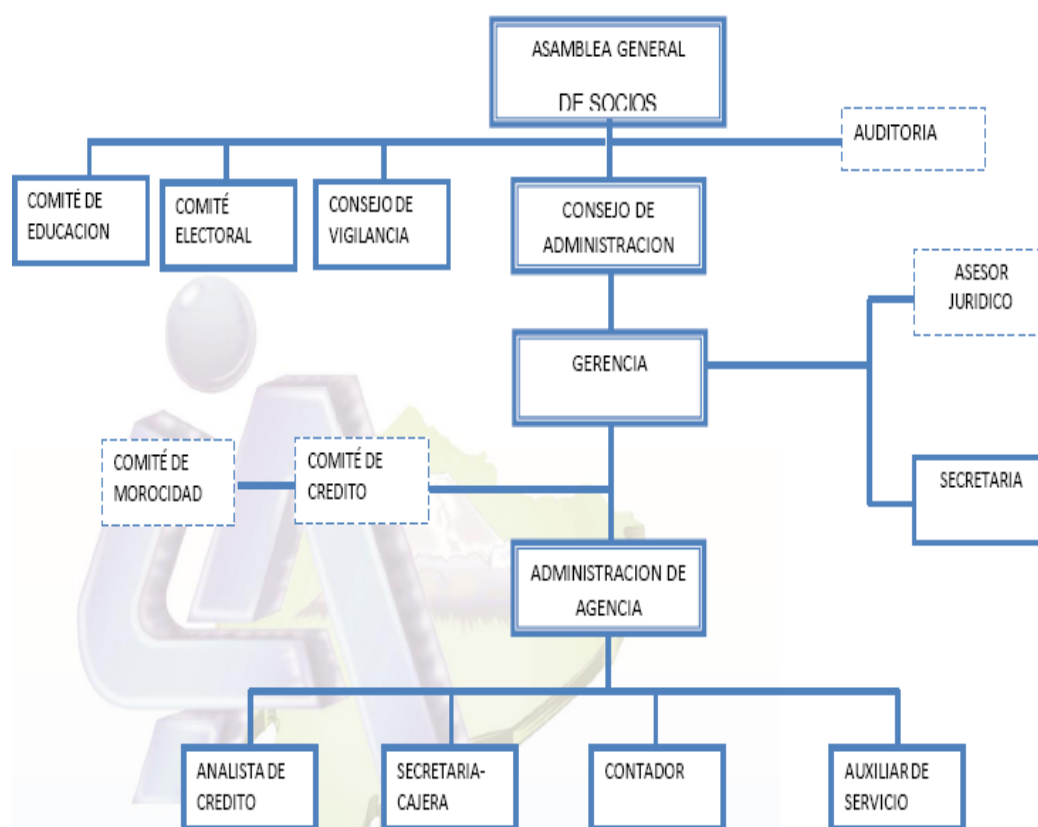 ASAMBLEA GENERAL
DE SOCIOS
AUDITORIA
COMITÉ DE
EDUCACION
COMITÉ
ELECTORAL
CONSEJO DE
VIGILANCIA
CONSEJO DE
ADMINISTRACION
ASESOR
JURIDICO
GERENCIA
COMITÉ DE
MOROCIDAD
COMITÉ DE
CREDITO
SECRETARIA
ADMINISTRACION DE
AGENCIA
ANALISTA DE
CREDITO
SECRETARIA-
CAJERA
CONTADOR
AUXILIAR DE
SERVICIO